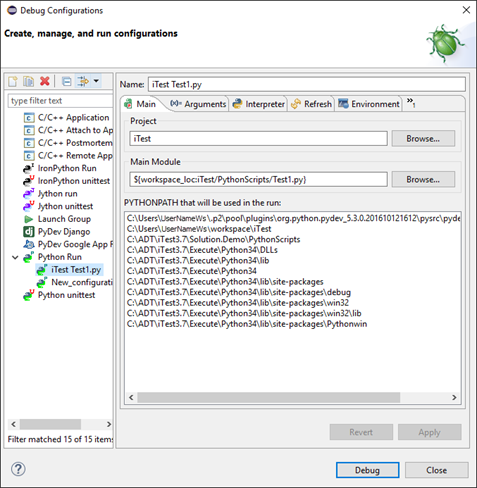 Debug Configurations
Create, manage, and run configurations
type filter text
C/C++ Application
C/C++ Attach to Ap
C/C++ Postmortem
C/C++ Remote App
IronPython Run
IronPython unittest
Jython run
Jython unittest
Launch Group
PyDev Django
PyDev Google App R
Python Run
iTest Test1.py
New_configurati
Python unittest
Filter matched 15 of 15 items
Name: iTest Test1.py
Main (x)= Arguments Interpreter Refresh Environment »1
Project
iTest Browse...
Main Module
${workspace_loc:iTest/PythonScripts/Test1.py} Browse...
PYTHONPATH that will be used in the run:
C:\Users\UserNameWs\.p2\pool\plugins\org.python.pydev_5.3.0.201610121612\pysrc\pyde
C:\Users\UserNameWs\workspace\iTest
C:\ADT\iTest3.7\Solution.Demo\PythonScripts
C:\ADT\iTest3.7\Execute\Python34\DLLs
C:\ADT\iTest3.7\Execute\Python34\lib
C:\ADT\iTest3.7\Execute\Python34
C:\ADT\iTest3.7\Execute\Python34\lib\site-packages
C:\ADT\iTest3.7\Execute\Python34\lib\site-packages\debug
C:\ADT\iTest3.7\Execute\Python34\lib\site-packages\win32
C:\ADT\iTest3.7\Execute\Python34\lib\site-packages\win32\lib
C:\ADT\iTest3.7\Execute\Python34\lib\site-packages\Pythonwin
Revert Apply
? Debug Close